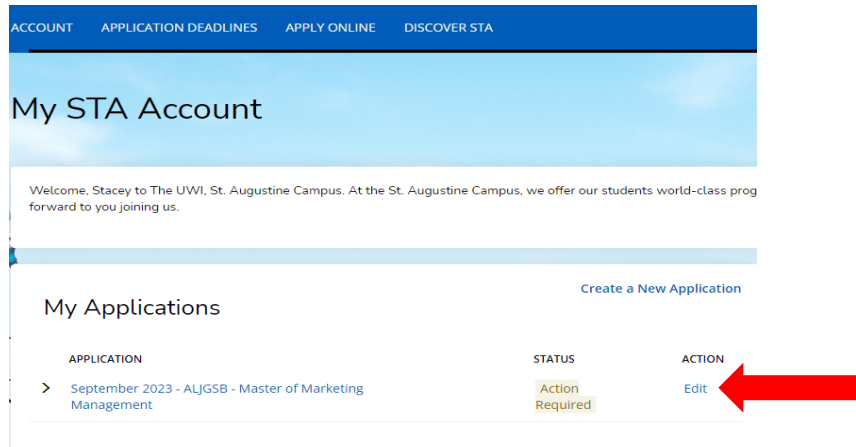 ACCOUNT APPLICATION DEADLINES APPLY ONLINE DISCOVER STA
My STA Account
Welcome, Stacey to The UWI, St. Augustine Campus. At the St. Augustine Campus, we offer our students world-class prog
forward to you joining us.
Create a New Application
My Applications
APPLICATION STATUS ACTION
September 2023 - ALJGSB - Master of Marketing Action Edit
Management Required